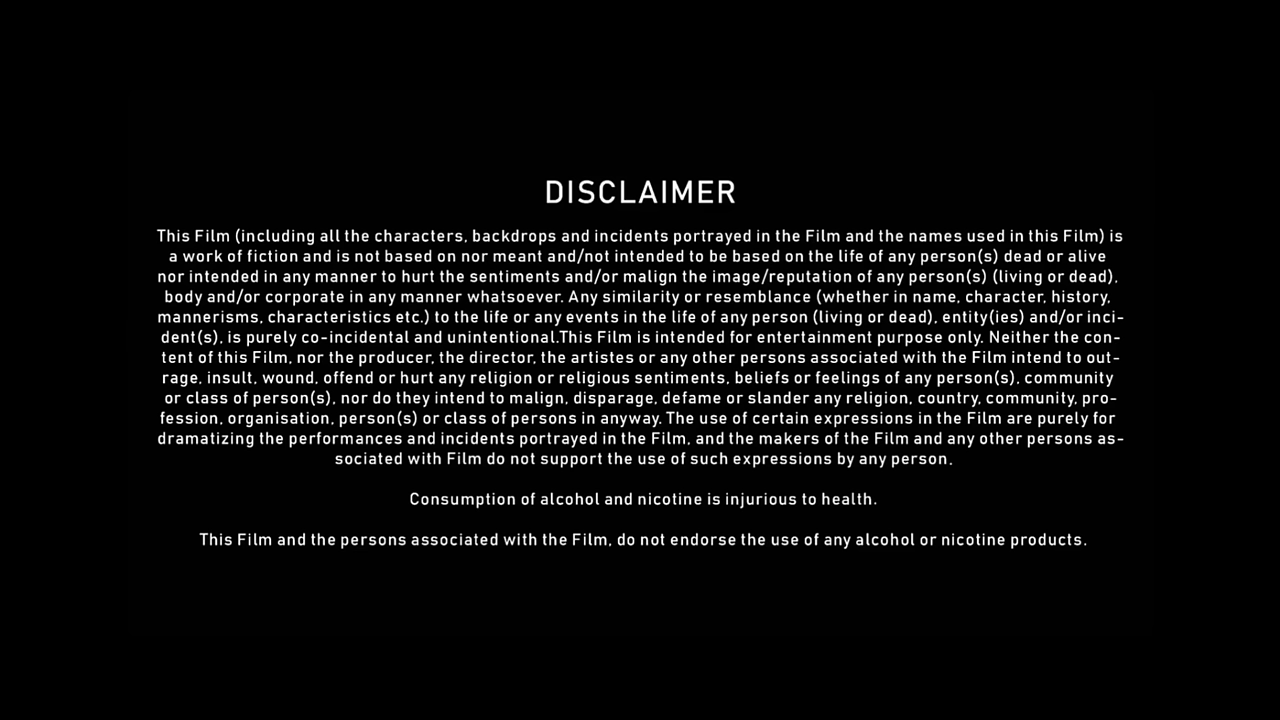 DISCLAIMER
This Film (including all the characters, backdrops and incidents portrayed in the Film and the names used in this Film) is
a work of fiction and is not based on nor meant and/not intended to be based on the life of any person(s) dead or alive
nor intended in any manner to hurt the sentiments and/or malign the image/reputation of any person(s) (living or dead),
body and/or corporate in any manner whatsoever. Any similarity or resemblance (whether in name, character, history,
mannerisms, characteristics etc.) to the life or any events in the life of any person (living or dead), entity(ies) and/or inci-
dent(s), is purely co-incidental and unintentional.This Film is intended for entertainment purpose only. Neither the con-
tent of this Film, nor the producer, the director, the artistes or any other persons associated with the Film intend to out-
rage, insult, wound, offend or hurt any religion or religious sentiments, beliefs or feelings of any person(s), community
or class of person(s), nor do they intend to malign, disparage, defame or slander any religion, country, community, pro-
fession, organisation, person(s) or class of persons in anyway. The use of certain expressions in the Film are purely for
dramatizing the performances and incidents portrayed in the Film, and the makers of the Film and any other persons as-
sociated with Film do not support the use of such expressions by any person.
Consumption of alcohol and nicotine is injurious to health.
This Film and the persons associated with the Film, do not endorse the use of any alcohol or nicotine products.